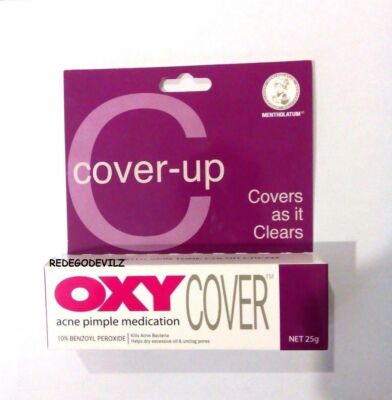 C
cover-up
MENTHOLATUM
Covers
as it
Clears
REDEGODEVILZ
OXY COVER™
acne pimple medication
10% BENZOYL PEROXIDE
Kills Acne Bacteria
Helps dry excessive oil & unclog pores
NET 25g